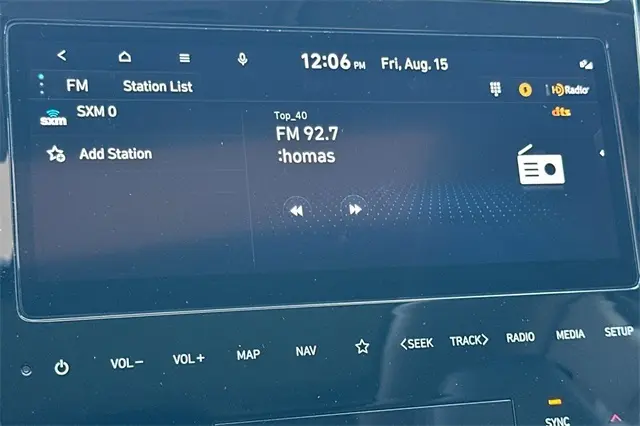 12:06 PM Fri, Aug. 15
FM Station List
HD Radio
sxm SXM 0
dts
Top_40
FM 92.7
:homas
Add Station
VOL− VOL+ MAP NAV <SEEK TRACK> RADIO MEDIA SETUP
SYNC